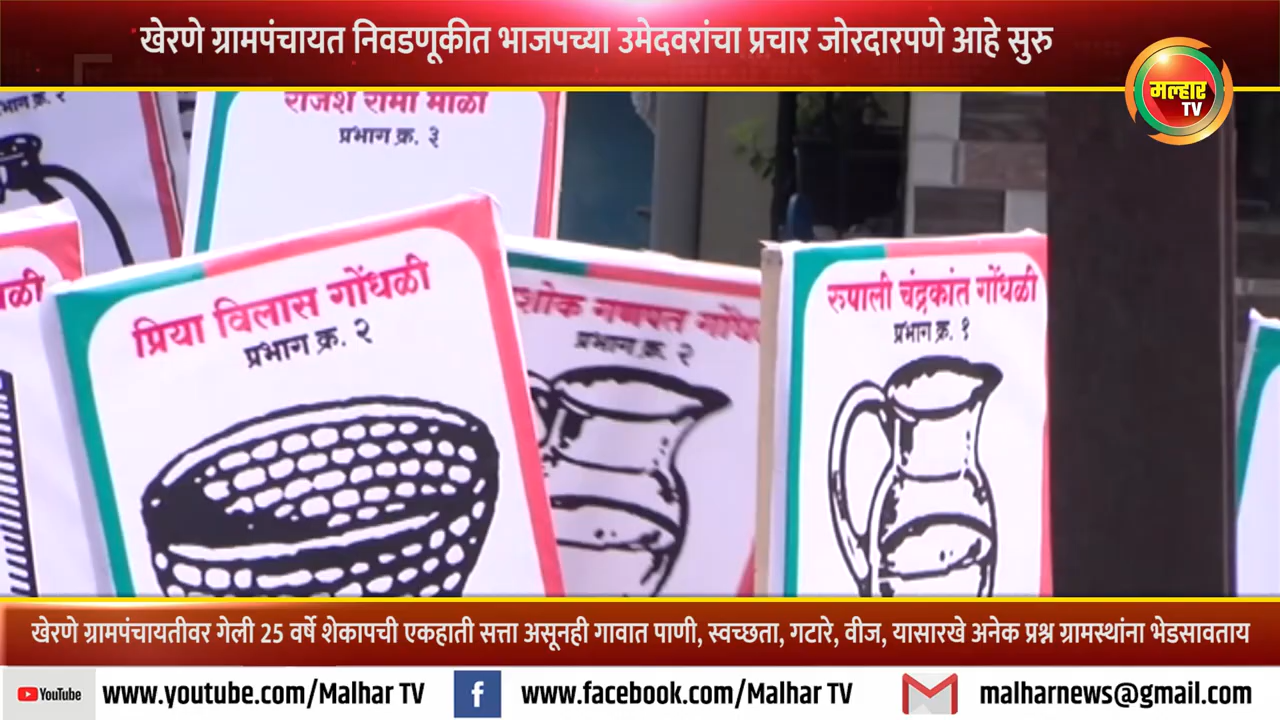 खेरणे ग्रामपंचायत निवडणूकीत भाजपच्या उमेदवरांचा प्रचार जोरदारपणे आहे सुरु
मल्हार
TV
राजश रामा माळी
प्रभाग क्र. ३
प्रिया विलास गोंधळी
प्रभाग क्र. २
शोक गणपत
प्रभाग क्र. २
रुपाली चंद्रकांत गोंधळी
प्रभाग क्र. १
खेरणे ग्रामपंचायतीवर गेली 25 वर्षे शेकापची एकहाती सत्ता असूनही गावात पाणी, स्वच्छता, गटारे, वीज, यासारखे अनेक प्रश्न ग्रामस्थांना भेडसावताय
YouTube www.youtube.com/Malhar TV f www.facebook.com/Malhar TV malharnews@gmail.com